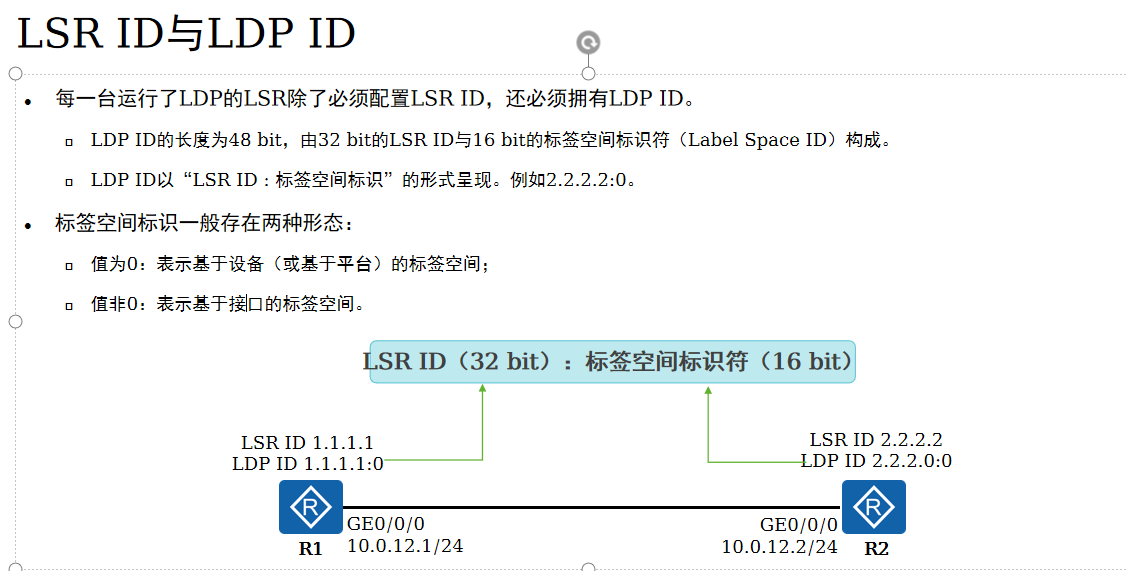 LSR ID与LDP ID
每一台运行了LDP的LSR除了必须配置LSR ID，还必须拥有LDP ID。
LDP ID的长度为48 bit，由32 bit的LSR ID与16 bit的标签空间标识符（Label Space ID）构成。
LDP ID以“LSR ID : 标签空间标识”的形式呈现。例如2.2.2.2:0。
标签空间标识一般存在两种形态：
值为0：表示基于设备（或基于平台）的标签空间；
值非0：表示基于接口的标签空间。
LSR ID（32 bit）: 标签空间标识符（16 bit）
LSR ID 1.1.1.1
LDP ID 1.1.1.1:0
LSR ID 2.2.2.2
LDP ID 2.2.2.0:0
R
R
GE0/0/0
10.0.12.1/24
GE0/0/0
10.0.12.2/24
R1
R2